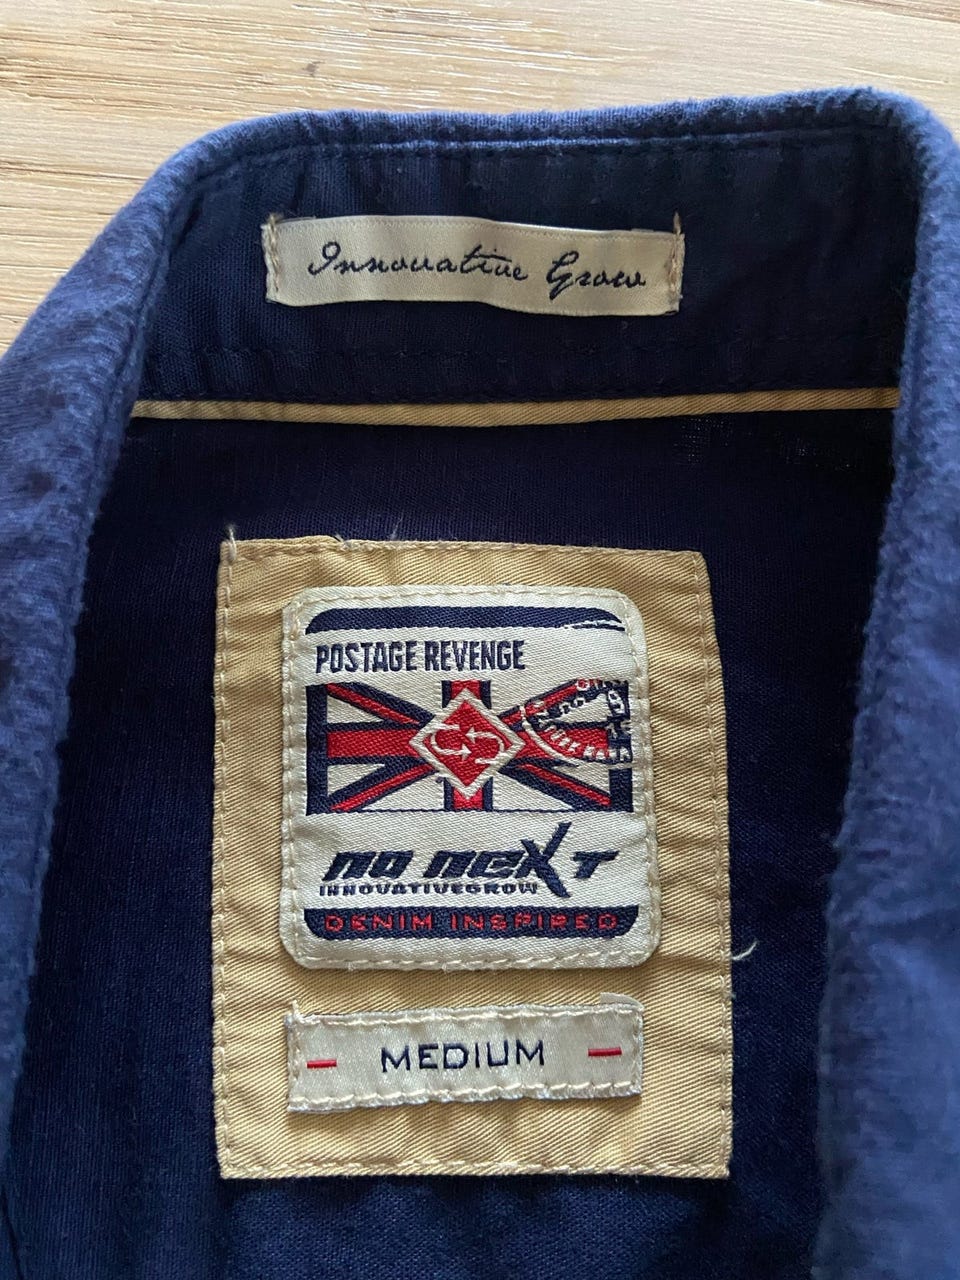 Innovative Grow
POSTAGE REVENGE
no next
INNOVATIVEGROW
DENIM INSPIRED
MEDIUM